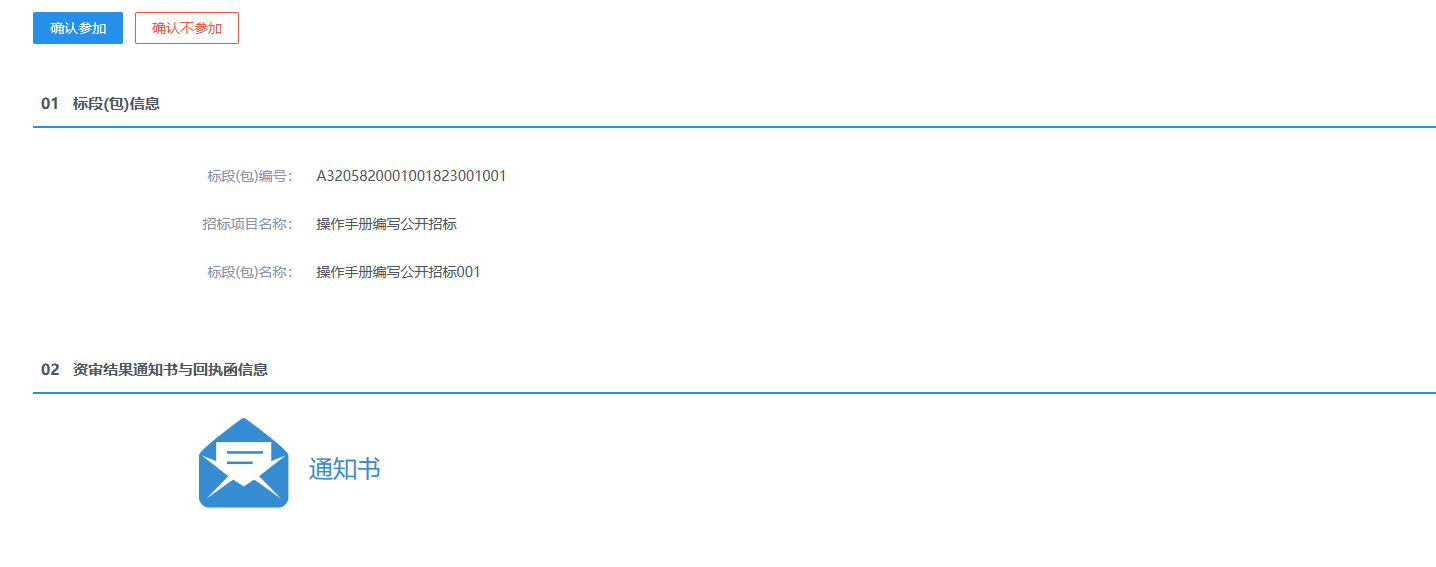 确认参加 确认不参加
01 标段(包)信息
标段(包)编号： A3205820001001823001001
招标项目名称： 操作手册编写公开招标
标段(包)名称： 操作手册编写公开招标001
02 资审结果通知书与回执函信息
通知书